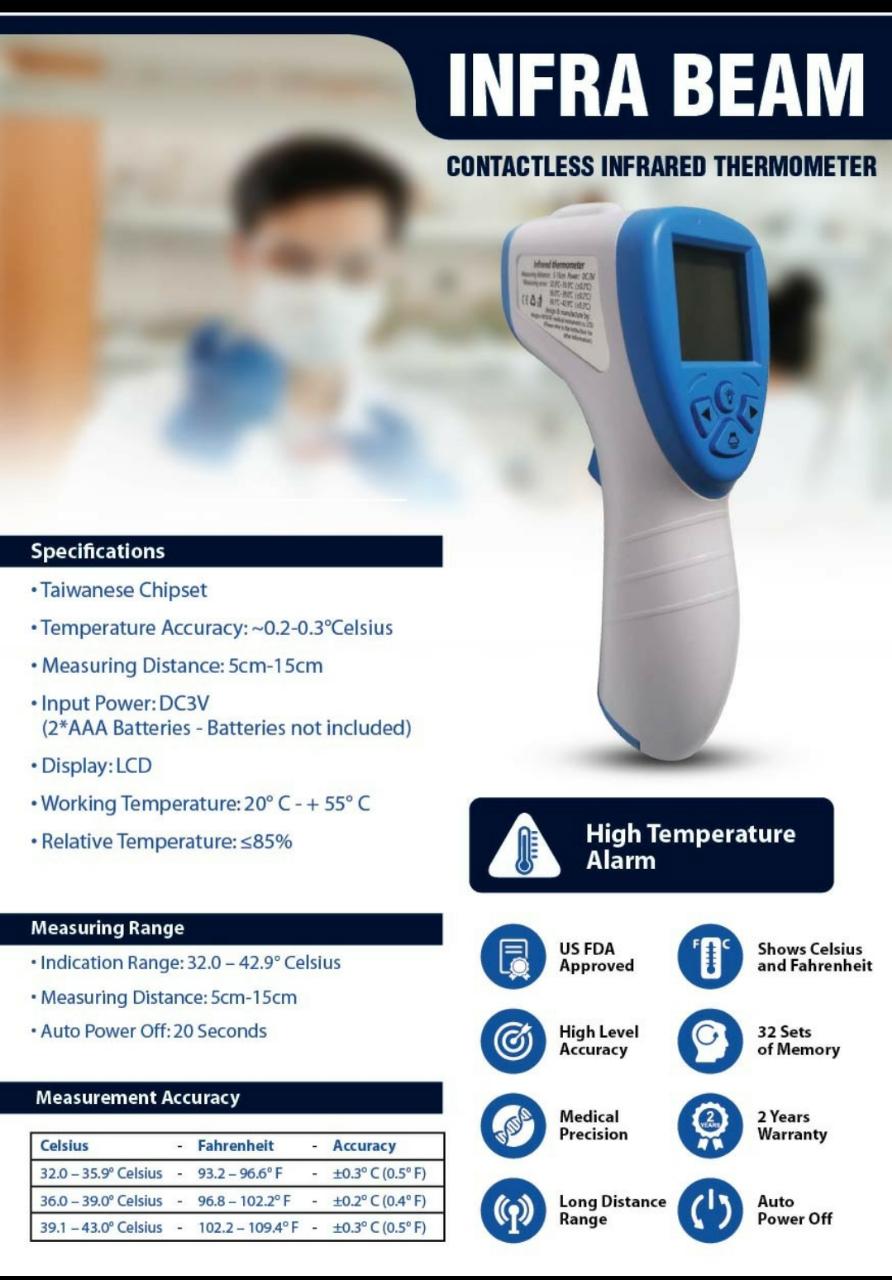 INFRA BEAM
CONTACTLESS INFRARED THERMOMETER
Infrared thermometer
Specifications
• Taiwanese Chipset
• Temperature Accuracy: ~0.2-0.3°Celsius
• Measuring Distance: 5cm-15cm
• Input Power: DC3V
(2*AAA Batteries - Batteries not included)
• Display: LCD
• Working Temperature: 20° C - + 55° C
• Relative Temperature: ≤85%
High Temperature
Alarm
Measuring Range
• Indication Range: 32.0 – 42.9° Celsius
• Measuring Distance: 5cm-15cm
• Auto Power Off: 20 Seconds
Measurement Accuracy
Celsius - Fahrenheit - Accuracy
32.0 – 35.9° Celsius - 93.2 – 96.6° F - ±0.3° C (0.5° F)
36.0 – 39.0° Celsius - 96.8 – 102.2° F - ±0.2° C (0.4° F)
39.1 – 43.0° Celsius - 102.2 – 109.4° F - ±0.3° C (0.5° F)
US FDA
Approved
F C
Shows Celsius
and Fahrenheit
High Level
Accuracy
32 Sets
of Memory
Medical
Precision
2
YEARS
2 Years
Warranty
Long Distance
Range
Auto
Power Off